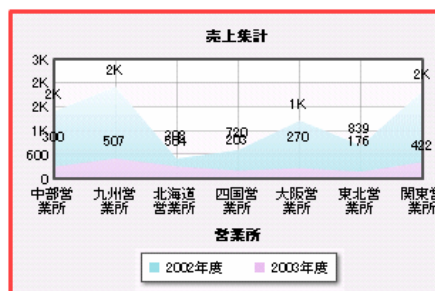 売上集計
3K
2K
2K
1K
600
0
2K
2K
1K
2K
300
507
584
720
203
270
839
176
422
中部営業所
九州営業所
北海道営業所
四国営業所
大阪営業所
東北営業所
関東営業所
営業所
2002年度
2003年度